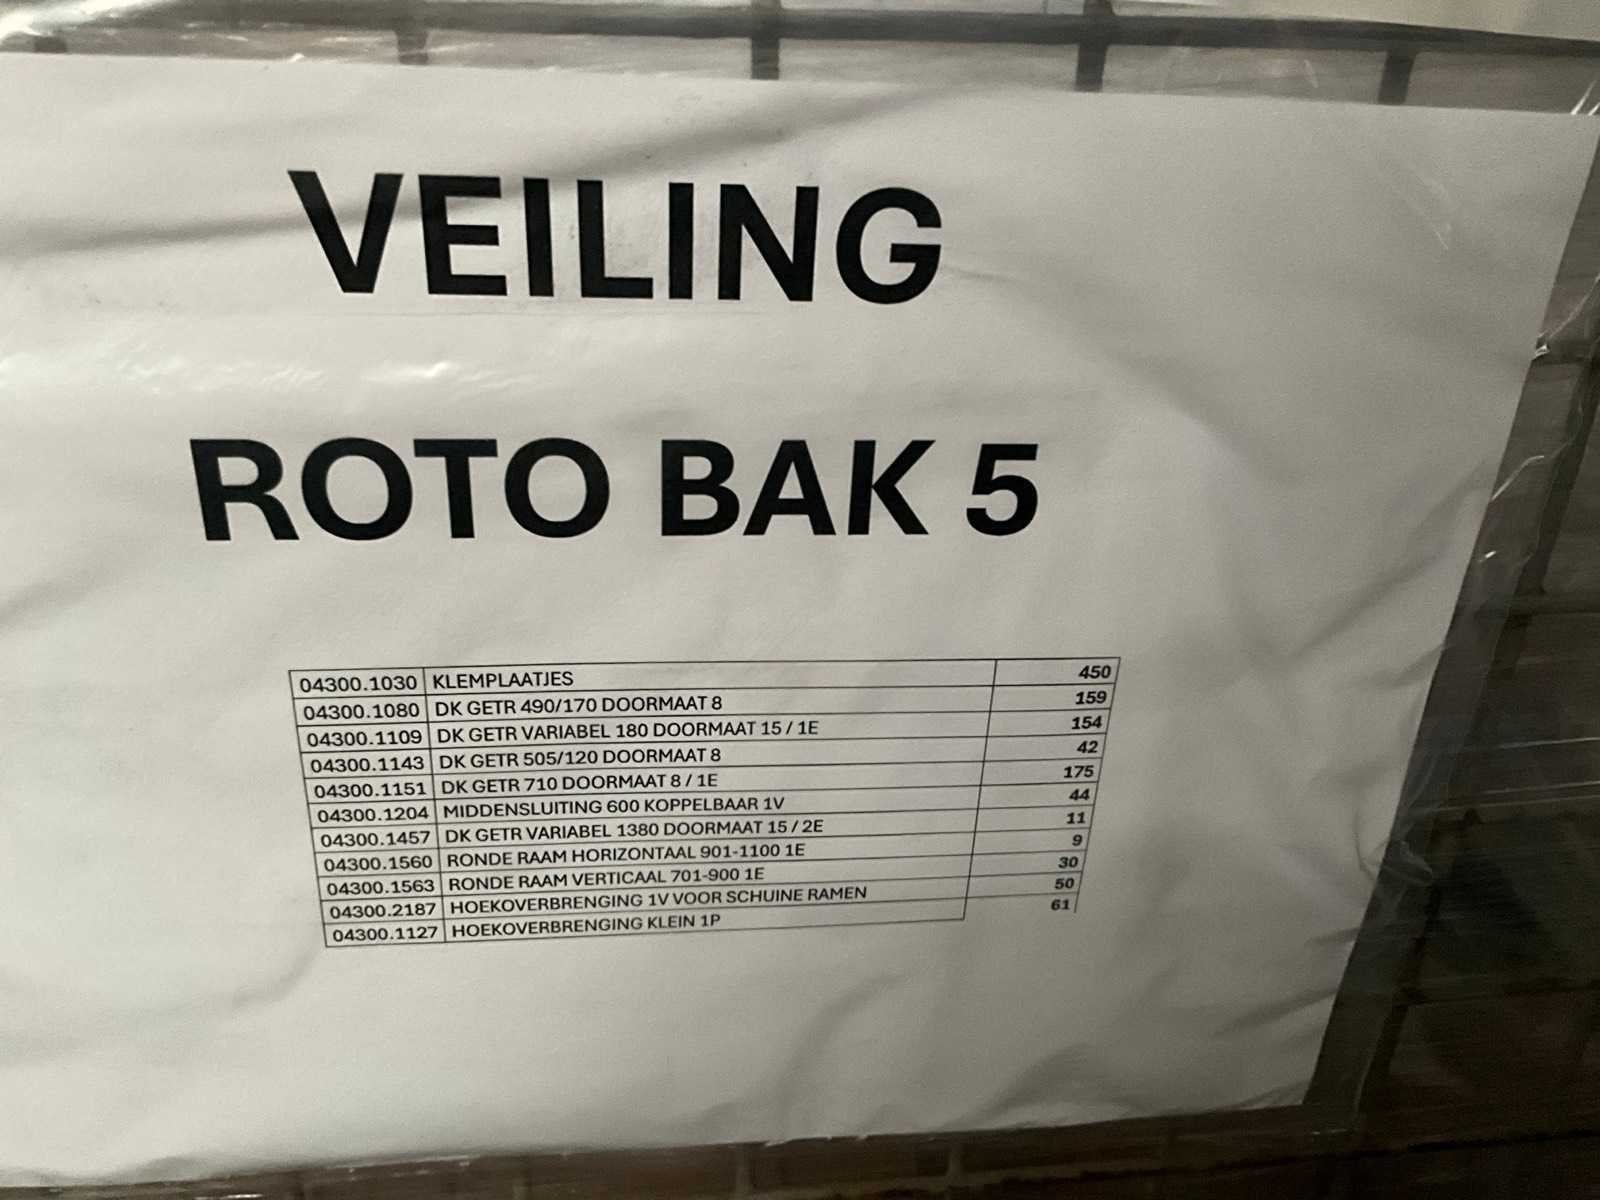 VEILING
ROTO BAK 5
04300.1030 KLEMPLAATJES 450
04300.1080 DK GETR 490/170 DOORMAAT 8 159
04300.1109 DK GETR VARIABEL 180 DOORMAAT 15 / 1E 154
04300.1143 DK GETR 505/120 DOORMAAT 8 42
04300.1151 DK GETR 710 DOORMAAT 8 / 1E 175
04300.1204 MIDDENSLUITING 600 KOPPELBAAR 1V 44
04300.1457 DK GETR VARIABEL 1380 DOORMAAT 15 / 2E 11
04300.1560 RONDE RAAM HORIZONTAAL 901-1100 1E 9
04300.1563 RONDE RAAM VERTICAAL 701-900 1E 30
04300.2187 HOEKOVERBRENGING 1V VOOR SCHUINE RAMEN 50
04300.1127 HOEKOVERBRENGING KLEIN 1P 61